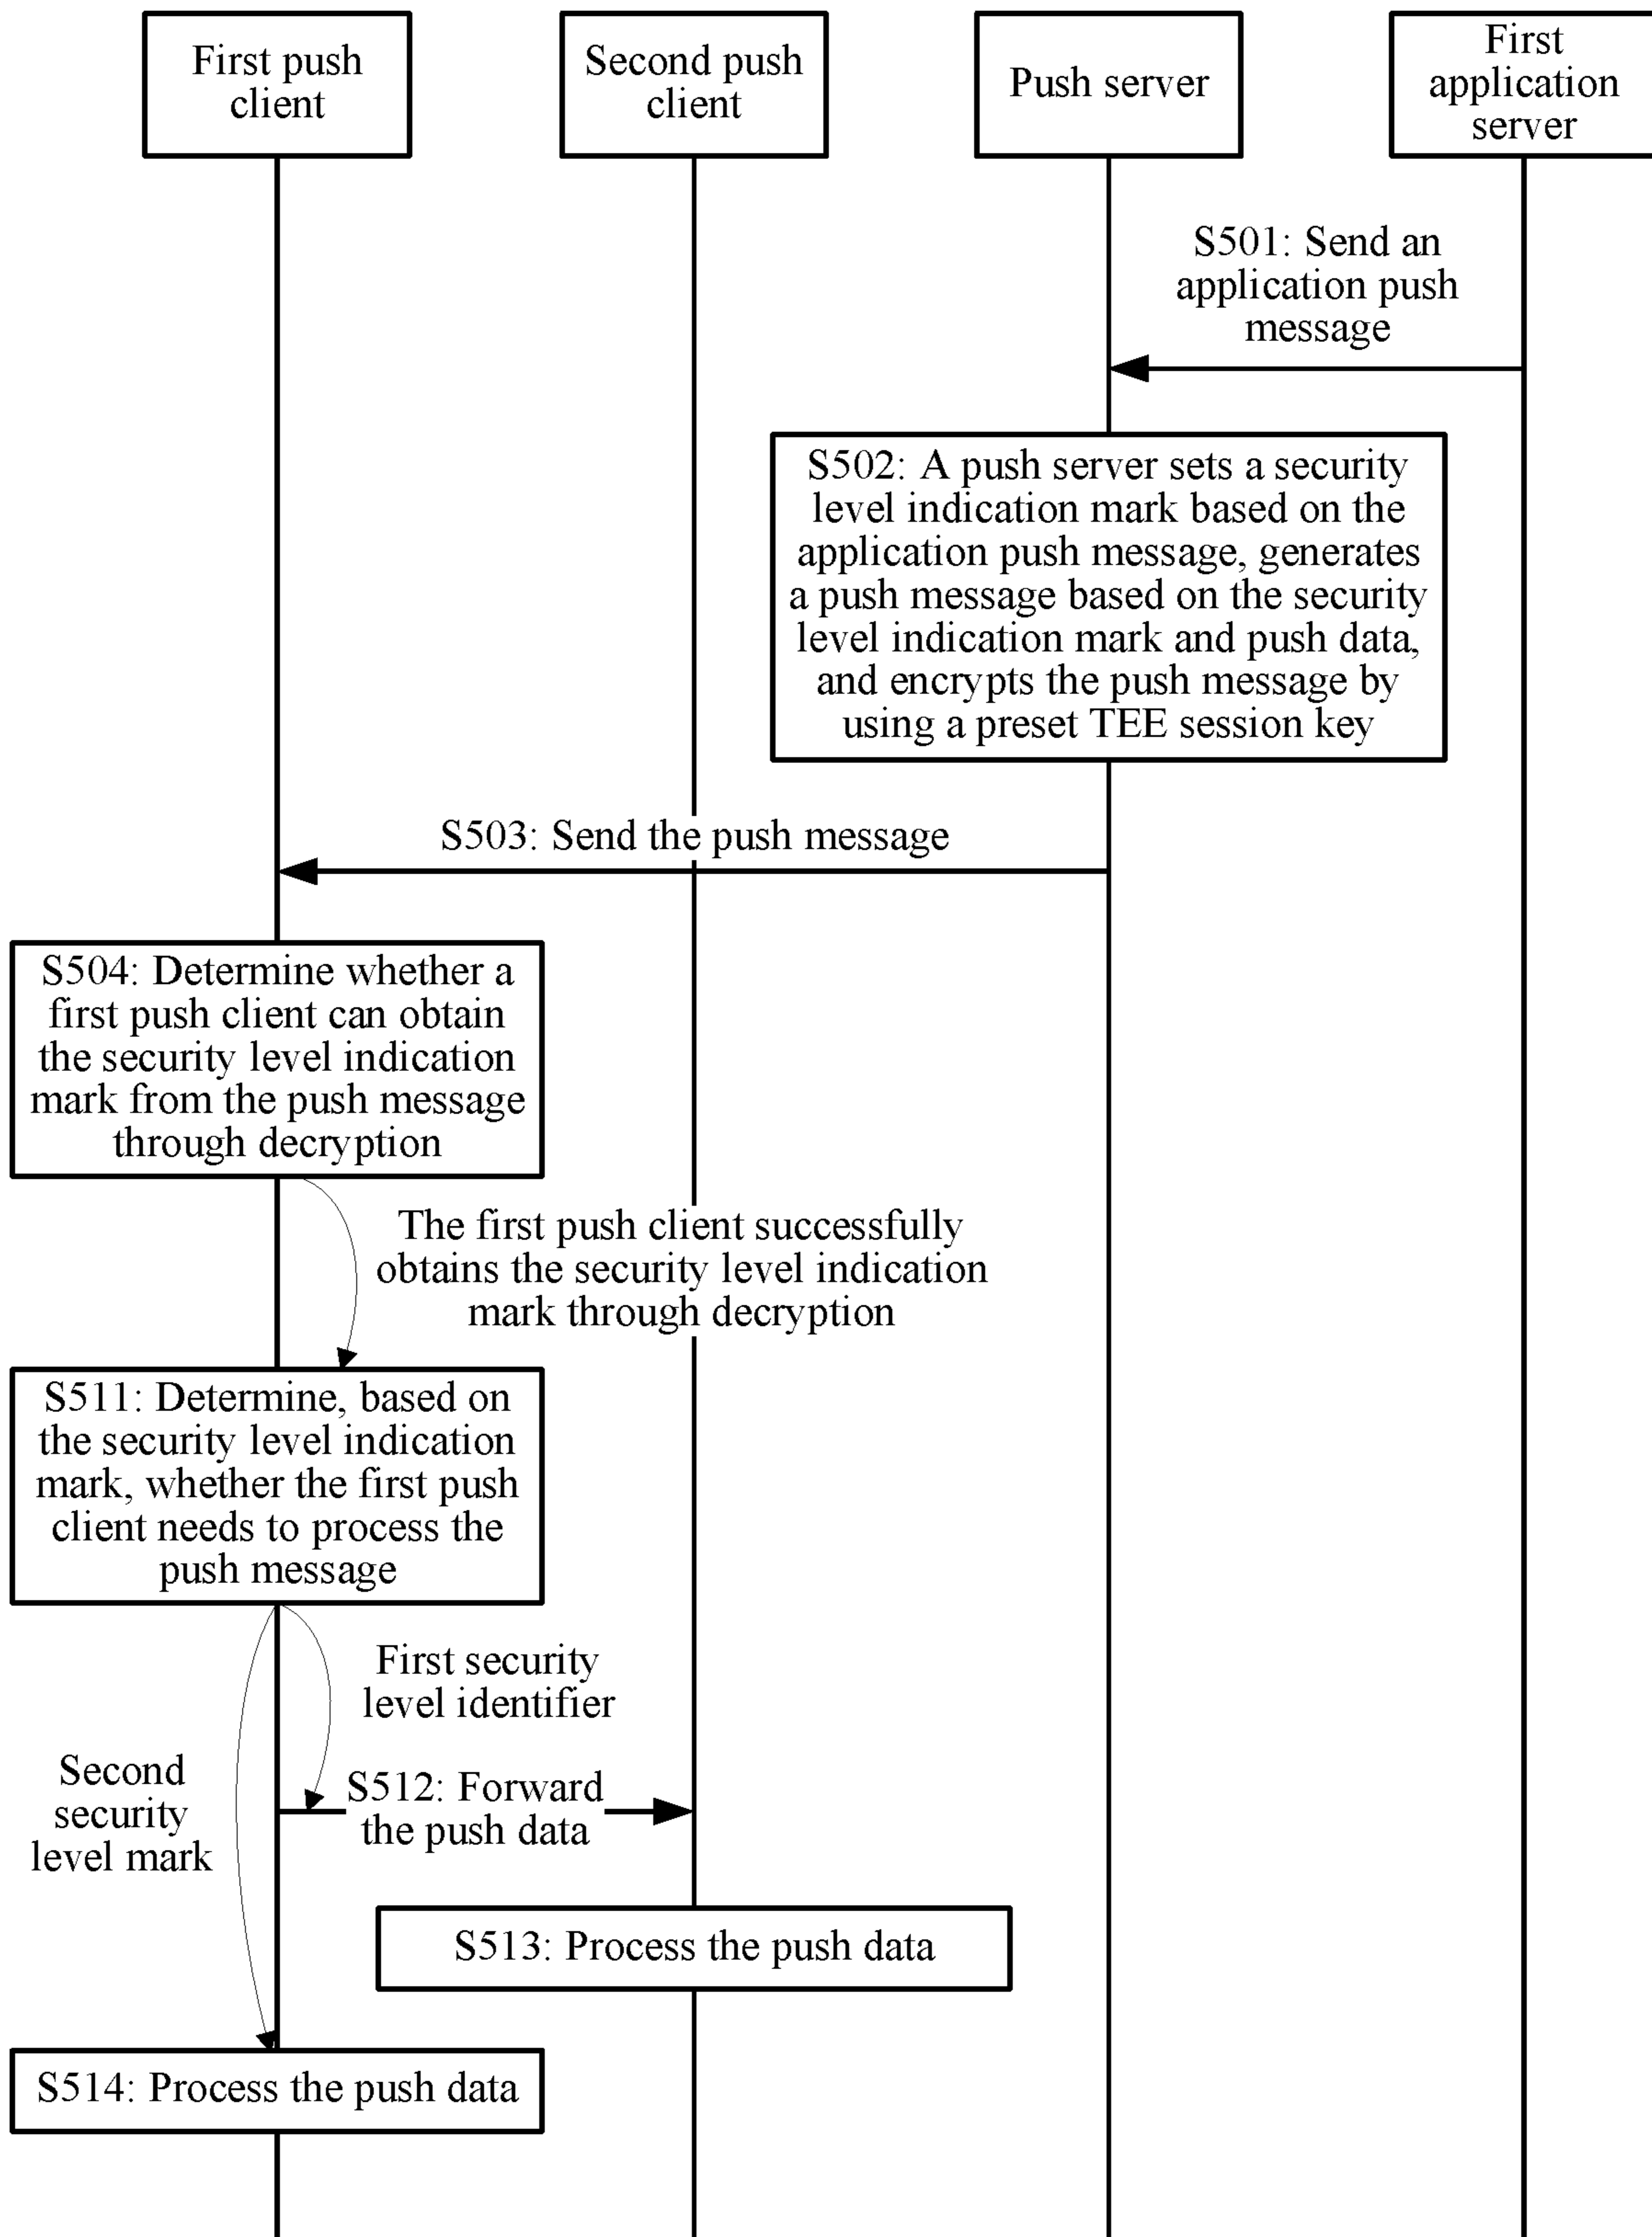 First push
client
Second push
client
Push server
First
application
server
S501: Send an
application push
message
S502: A push server sets a security
level indication mark based on the
application push message, generates
a push message based on the security
level indication mark and push data,
and encrypts the push message by
using a preset TEE session key
S503: Send the push message
S504: Determine whether a
first push client can obtain
the security level indication
mark from the push message
through decryption
The first push client successfully
obtains the security level indication
mark through decryption
S511: Determine, based on
the security level indication
mark, whether the first push
client needs to process the
push message
First security
level identifier
Second
security
level mark
S512: Forward
the push data
S513: Process the push data
S514: Process the push data